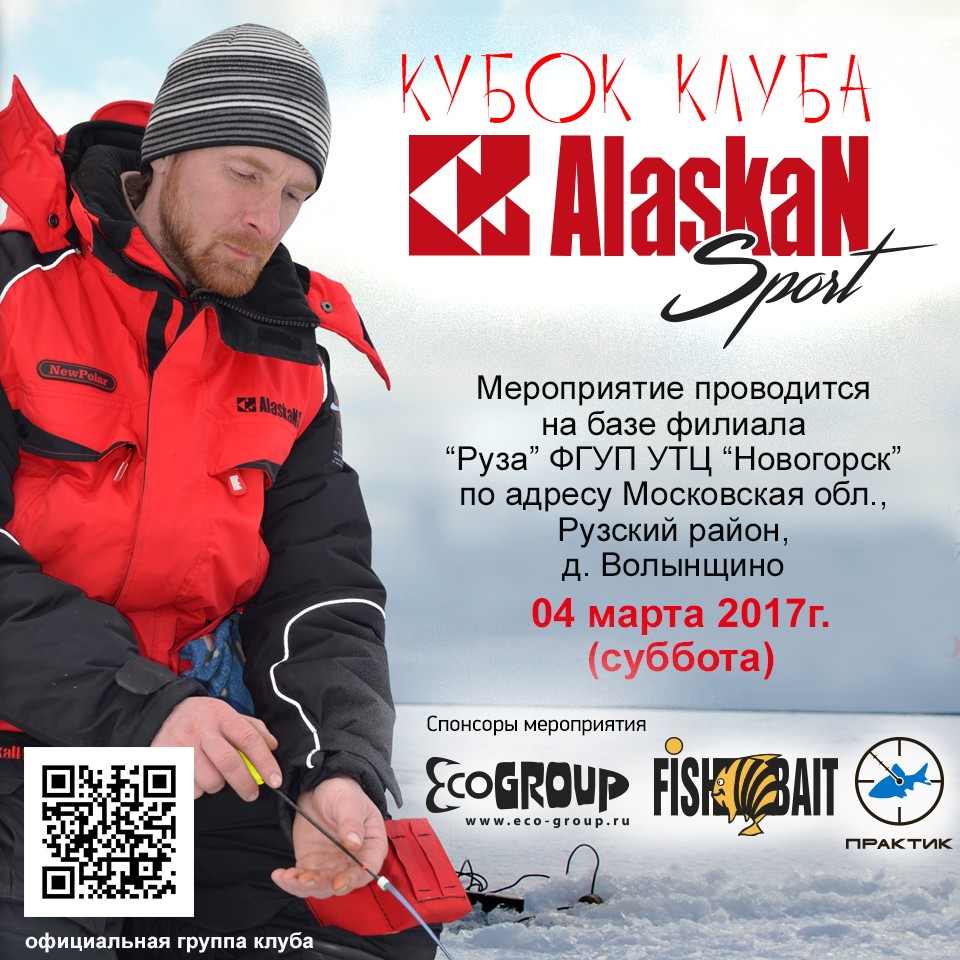 КУБОК КЛУБА
AlaskaN
Sport
NewPolar
AlaskaN
Мероприятие проводится
на базе филиала
“Руза” ФГУП УТЦ “Новогорск”
по адресу Московская обл.,
Рузский район,
д. Волынщино
04 марта 2017г.
(суббота)
Спонсоры мероприятия
EcoGROUP
www.eco-group.ru
FISH BAIT
ПРАКТИК
официальная группа клуба